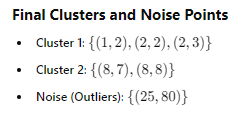 Final Clusters and Noise Points
• Cluster 1: {(1, 2), (2, 2), (2, 3)}
• Cluster 2: {(8, 7), (8, 8)}
• Noise (Outliers): {(25, 80)}